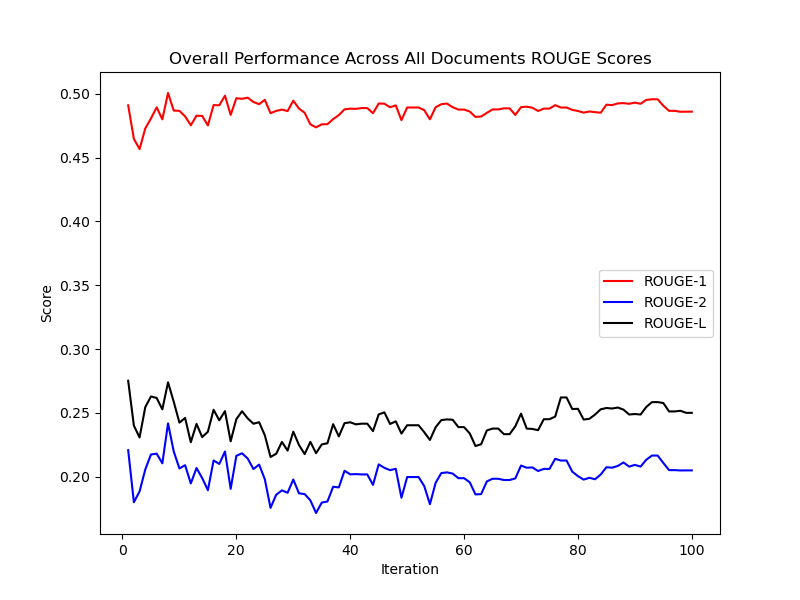 Overall Performance Across All Documents ROUGE Scores
0.50
0.45
0.40
0.35
0.30
0.25
0.20
Score
ROUGE-1
ROUGE-2
ROUGE-L
0 20 40 60 80 100
Iteration